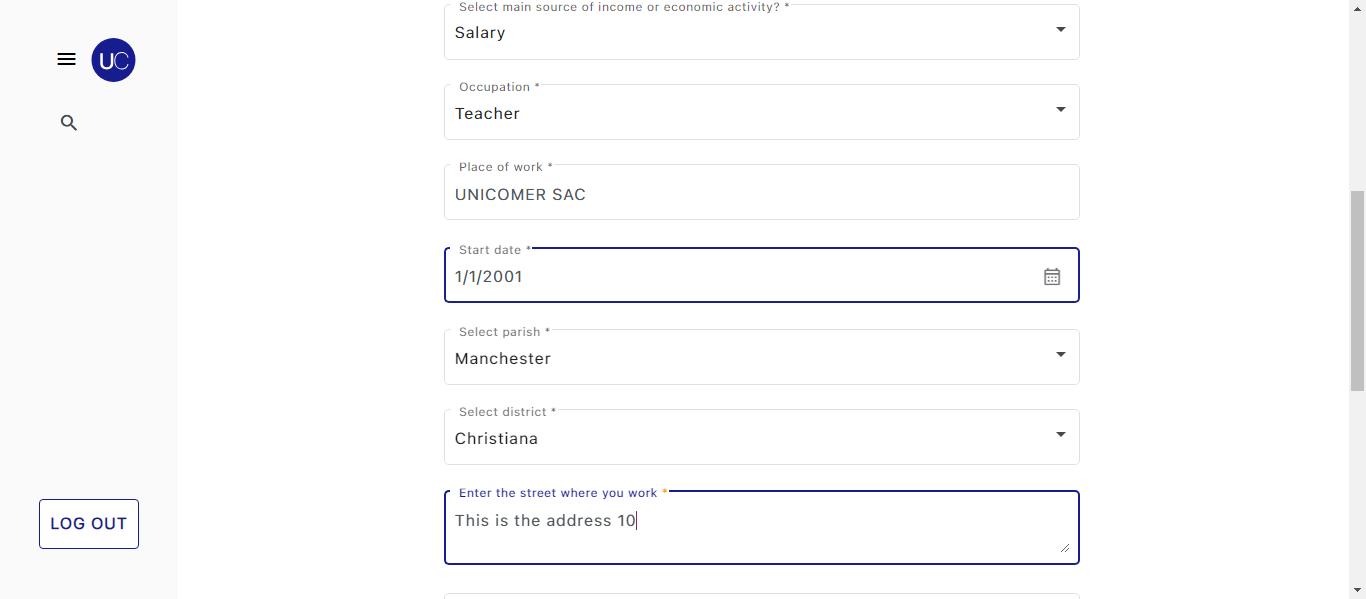 UC
LOG OUT
Select main source of income or economic activity? *
Salary
Occupation *
Teacher
Place of work *
UNICOMER SAC
Start date *
1/1/2001
Select parish *
Manchester
Select district *
Christiana
Enter the street where you work *
This is the address 10